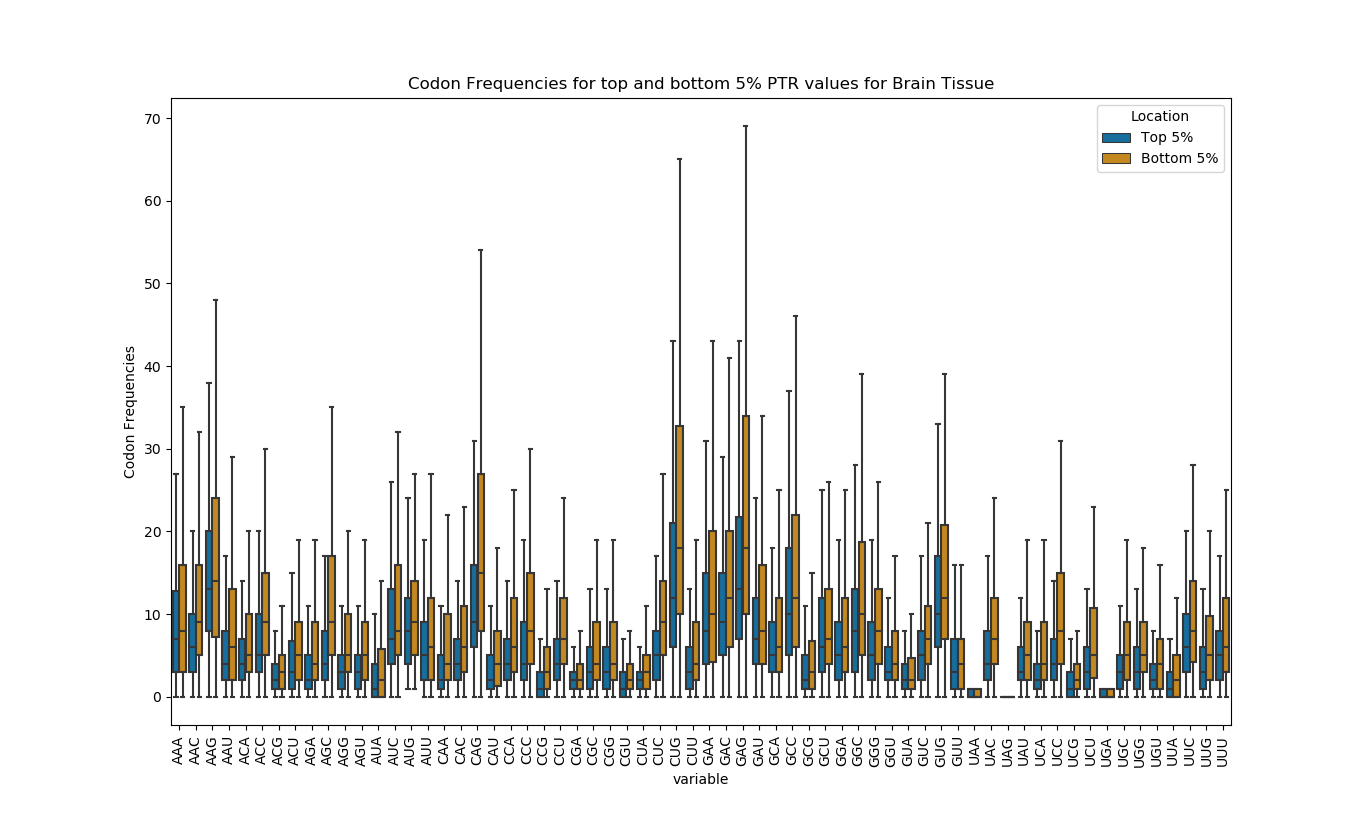 Codon Frequencies for top and bottom 5% PTR values for Brain Tissue
Location
Top 5%
Bottom 5%
Codon Frequencies
70
60
50
40
30
20
10
0
AAA AAC AAG AAU ACA ACC ACG ACU AGA AGC AGG AGU AUA AUC AUG AUU CAA CAC CAG CAU CCA CCC CCG CCU CGA CGC CGG CGU CUA CUC CUG CUU GAA GAC GAG GAU GCA GCC GCG GCU GGA GGC GGG GGU GUA GUC GUG GUU UAA UAC UAG UAU UCA UCC UCG UCU UGA UGC UGG UGU UUA UUC UUG UUU
variable